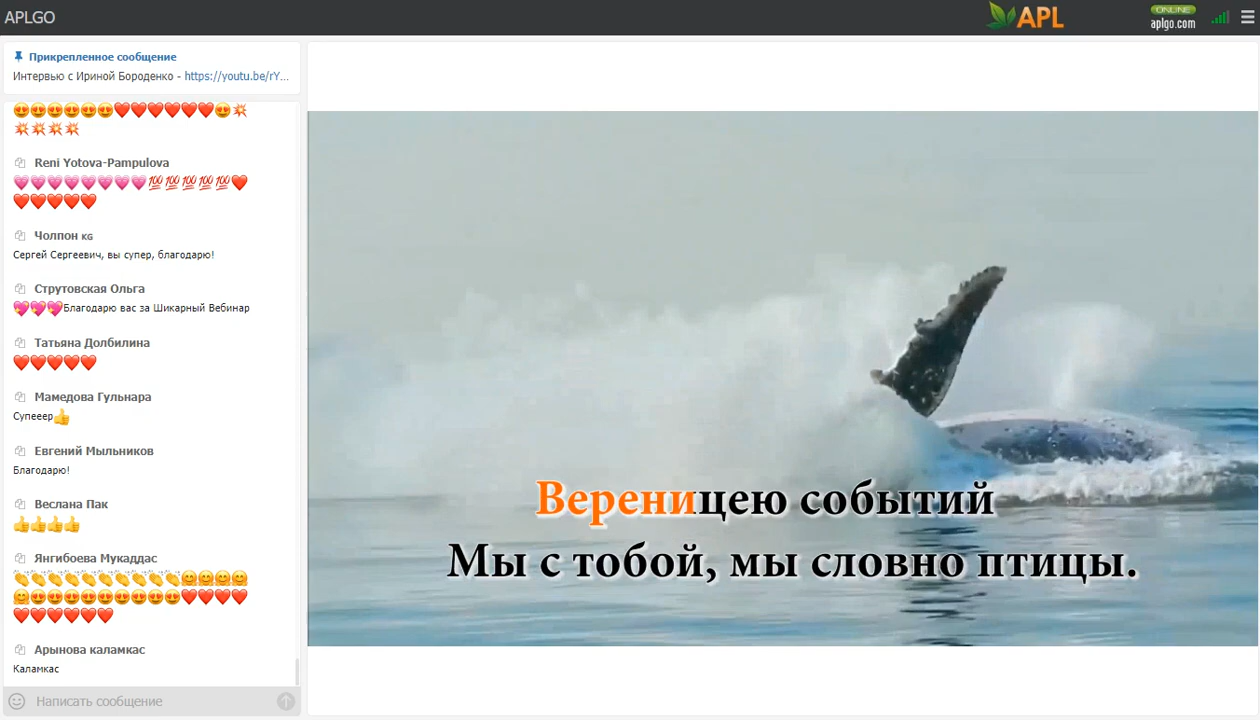 APLGO
APL
ONLINE
aplgo.com
Прикрепленное сообщение
Интервью с Ириной Бороденко - https://youtu.be/rY...
Reni Yotova-Pampulova
💗💗💗💗💗💗💗💗💯💯💯💯💯❤️
Чолпон KG
Сергей Сергеевич, вы супер, благодарю!
Струтовская Ольга
💖💖💖Благодарю вас за Шикарный Вебинар
Татьяна Долбилина
Мамедова Гульнара
Супееер👍
Евгений Мыльников
Благодарю!
Веслана Пак
Янгибоева Мукаддас
Арынова каламкас
Каламкас
Написать сообщение
Вереницею событий
Мы с тобой, мы словно птицы.